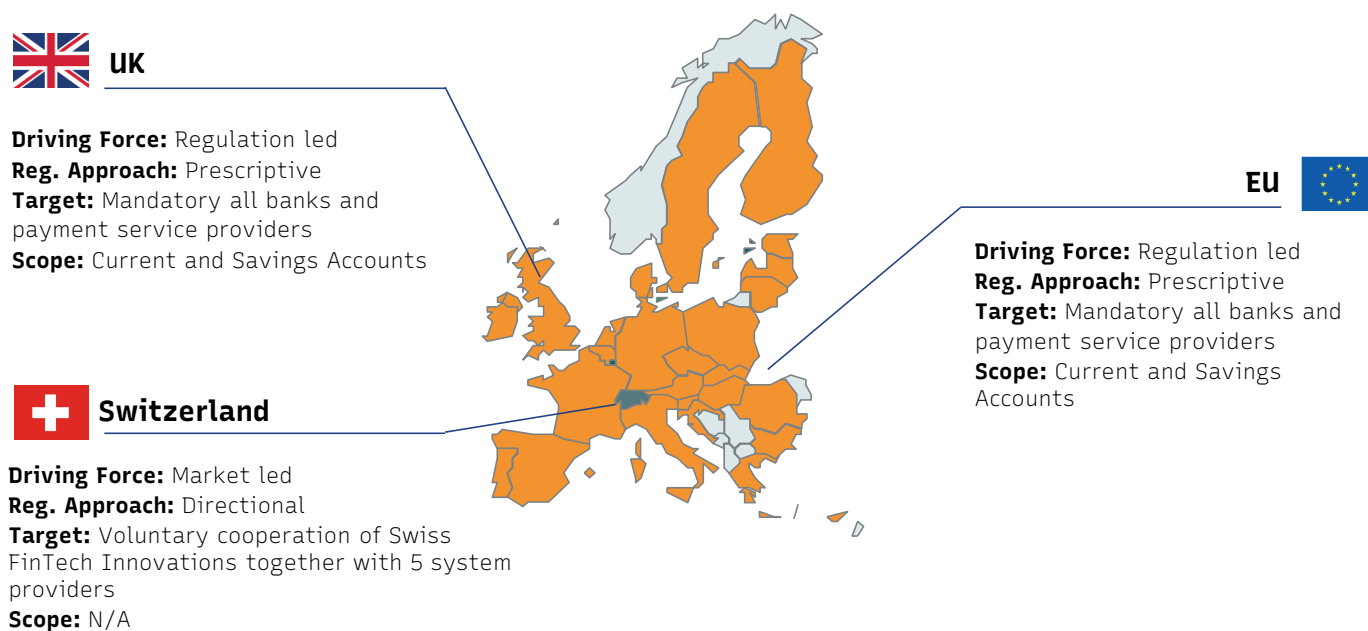 UK
Driving Force: Regulation led
Reg. Approach: Prescriptive
Target: Mandatory all banks and
payment service providers
Scope: Current and Savings Accounts
EU
Driving Force: Regulation led
Reg. Approach: Prescriptive
Target: Mandatory all banks and
payment service providers
Scope: Current and Savings
Accounts
Switzerland
Driving Force: Market led
Reg. Approach: Directional
Target: Voluntary cooperation of Swiss
FinTech Innovations together with 5 system
providers
Scope: N/A